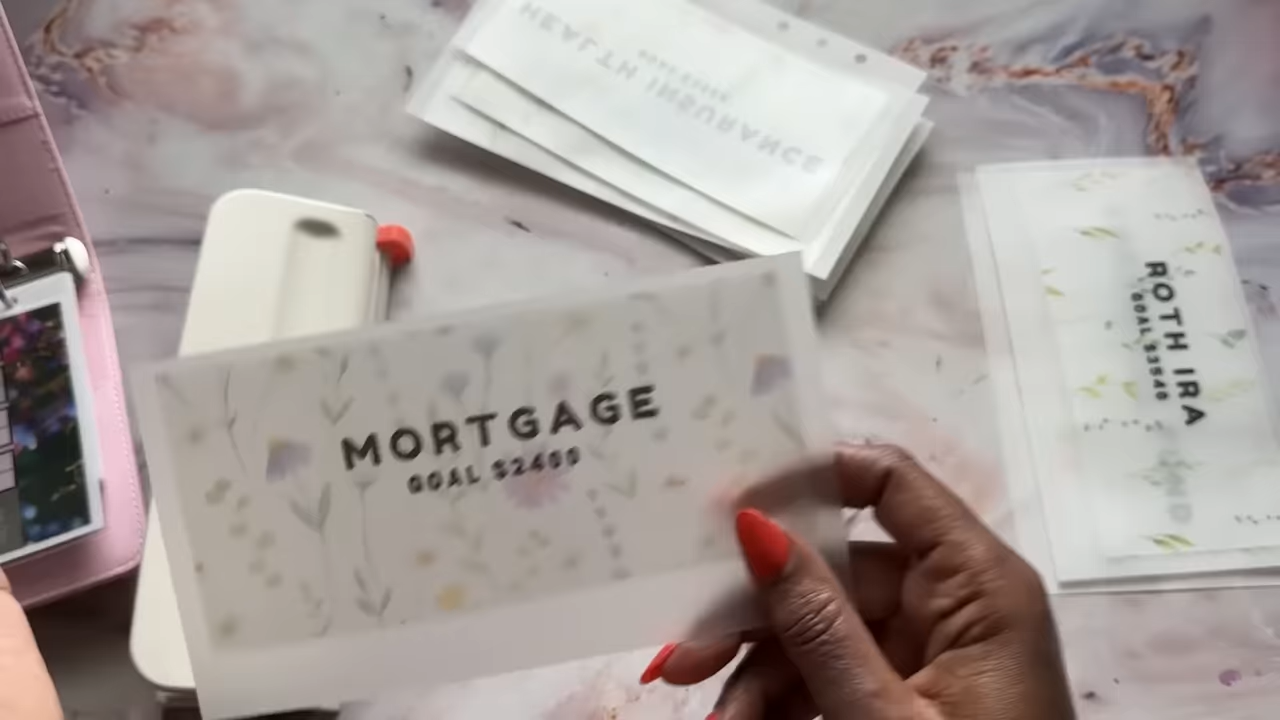 HEALTH INSURANCE
MORTGAGE
GOAL $2400
ROTH IRA
GOAL $3540